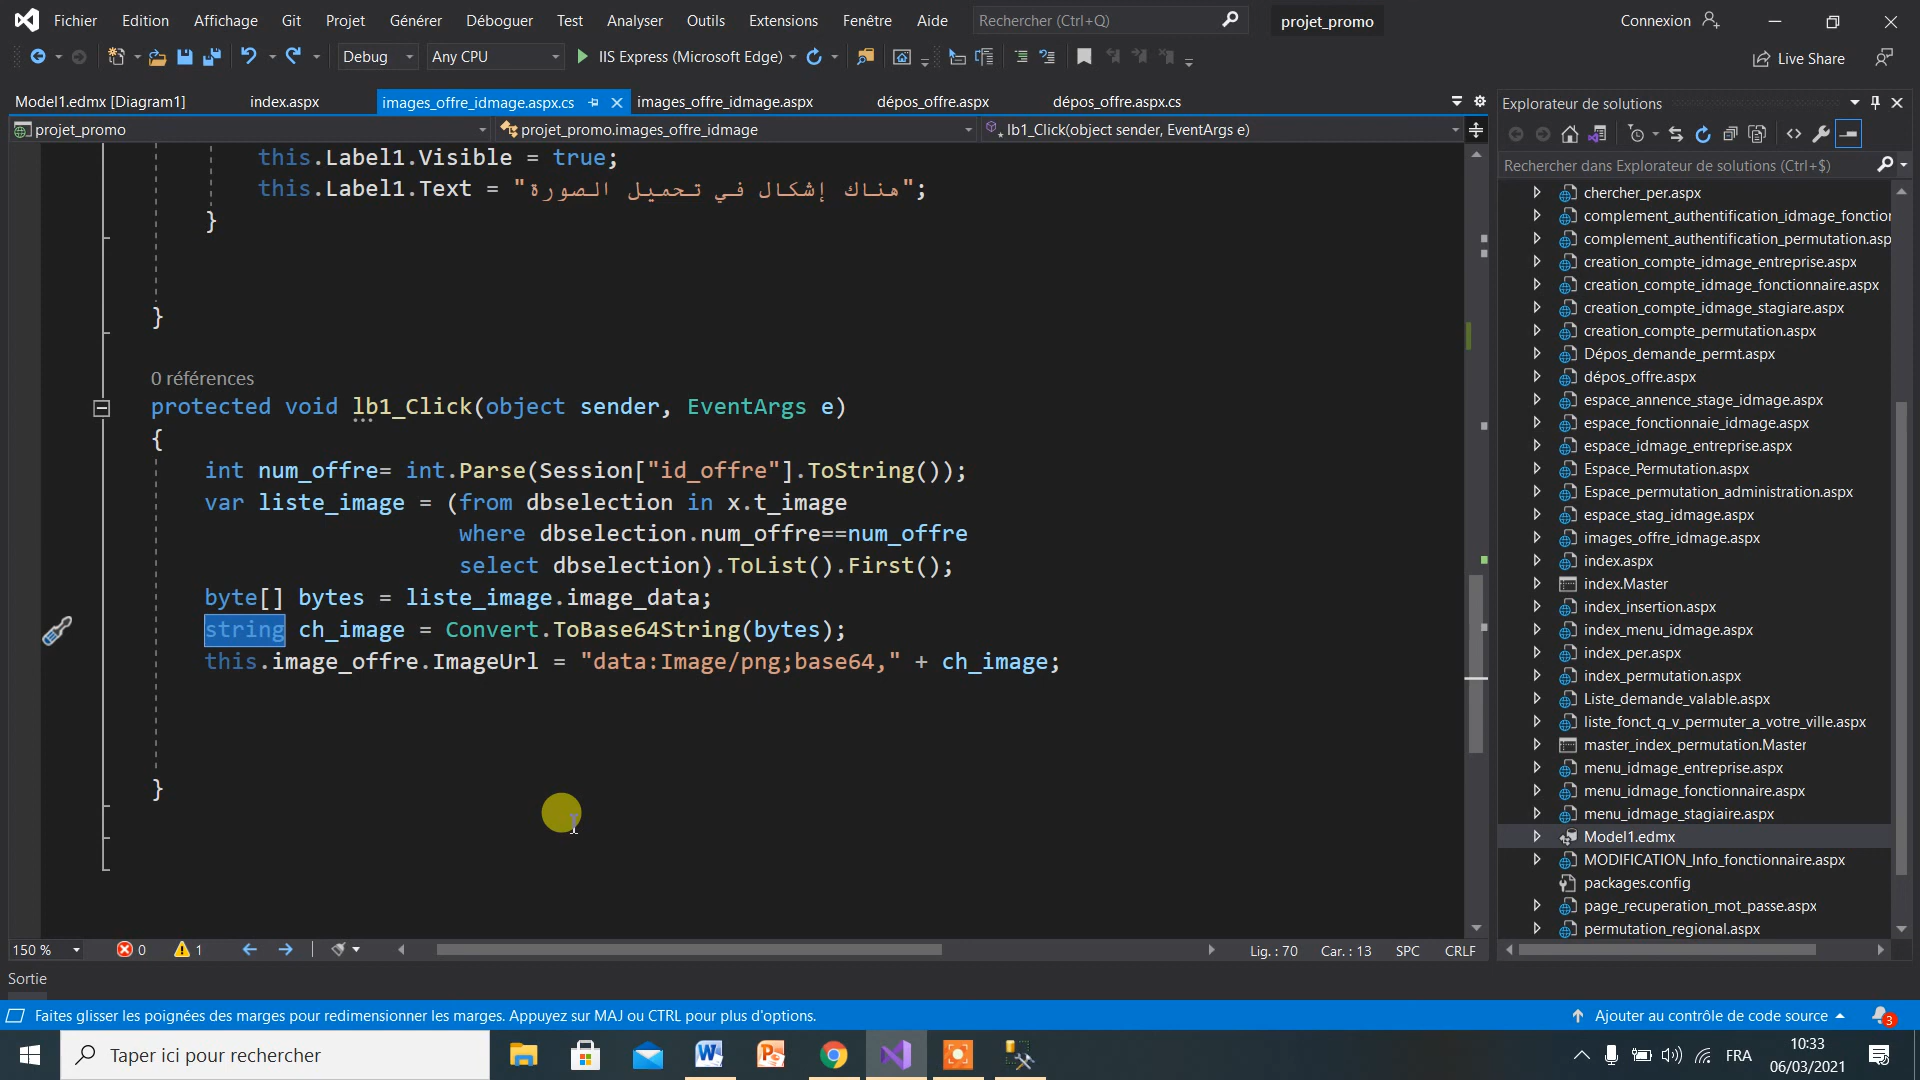 Fichier Edition Affichage Git Projet Générer Déboguer Test Analyser Outils Extensions Fenêtre Aide Rechercher (Ctrl+Q) projet_promo Connexion
Debug Any CPU IIS Express (Microsoft Edge) Live Share
Model1.edmx [Diagram1] index.aspx images_offre_idmage.aspx.cs images_offre_idmage.aspx dépos_offre.aspx dépos_offre.aspx.cs
projet_promo projet_promo.images_offre_idmage lb1_Click(object sender, EventArgs e)
this.Label1.Visible = true;
this.Label1.Text = "هناك إشكال في تحميل الصورة";
}
}
0 références
protected void lb1_Click(object sender, EventArgs e)
{
int num_offre= int.Parse(Session["id_offre"].ToString());
var liste_image = (from dbselection in x.t_image
where dbselection.num_offre==num_offre
select dbselection).ToList().First();
byte[] bytes = liste_image.image_data;
string ch_image = Convert.ToBase64String(bytes);
this.image_offre.ImageUrl = "data:Image/png;base64," + ch_image;
}
150 % 0 1 Lig. : 70 Car. : 13 SPC CRLF
Explorateur de solutions
Rechercher dans Explorateur de solutions (Ctrl+$)
chercher_per.aspx
complement_authentification_idmage_fonction
complement_authentification_permutation.asp
creation_compte_idmage_entreprise.aspx
creation_compte_idmage_fonctionnaire.aspx
creation_compte_idmage_stagiare.aspx
creation_compte_permutation.aspx
Dépos_demande_permt.aspx
dépos_offre.aspx
espace_annence_stage_idmage.aspx
espace_fonctionnaie_idmage.aspx
espace_idmage_entreprise.aspx
Espace_Permutation.aspx
Espace_permutation_administration.aspx
espace_stag_idmage.aspx
images_offre_idmage.aspx
index.aspx
index.Master
index_insertion.aspx
index_menu_idmage.aspx
index_per.aspx
index_permutation.aspx
Liste_demande_valable.aspx
liste_fonct_q_v_permuter_a_votre_ville.aspx
master_index_permutation.Master
menu_idmage_entreprise.aspx
menu_idmage_fonctionnaire.aspx
menu_idmage_stagiaire.aspx
Model1.edmx
MODIFICATION_Info_fonctionnaire.aspx
packages.config
page_recuperation_mot_passe.aspx
permutation_regional.aspx
Sortie
Faites glisser les poignées des marges pour redimensionner les marges. Appuyez sur MAJ ou CTRL pour plus d'options. Ajouter au contrôle de code source 3
Taper ici pour rechercher FRA 10:33
06/03/2021